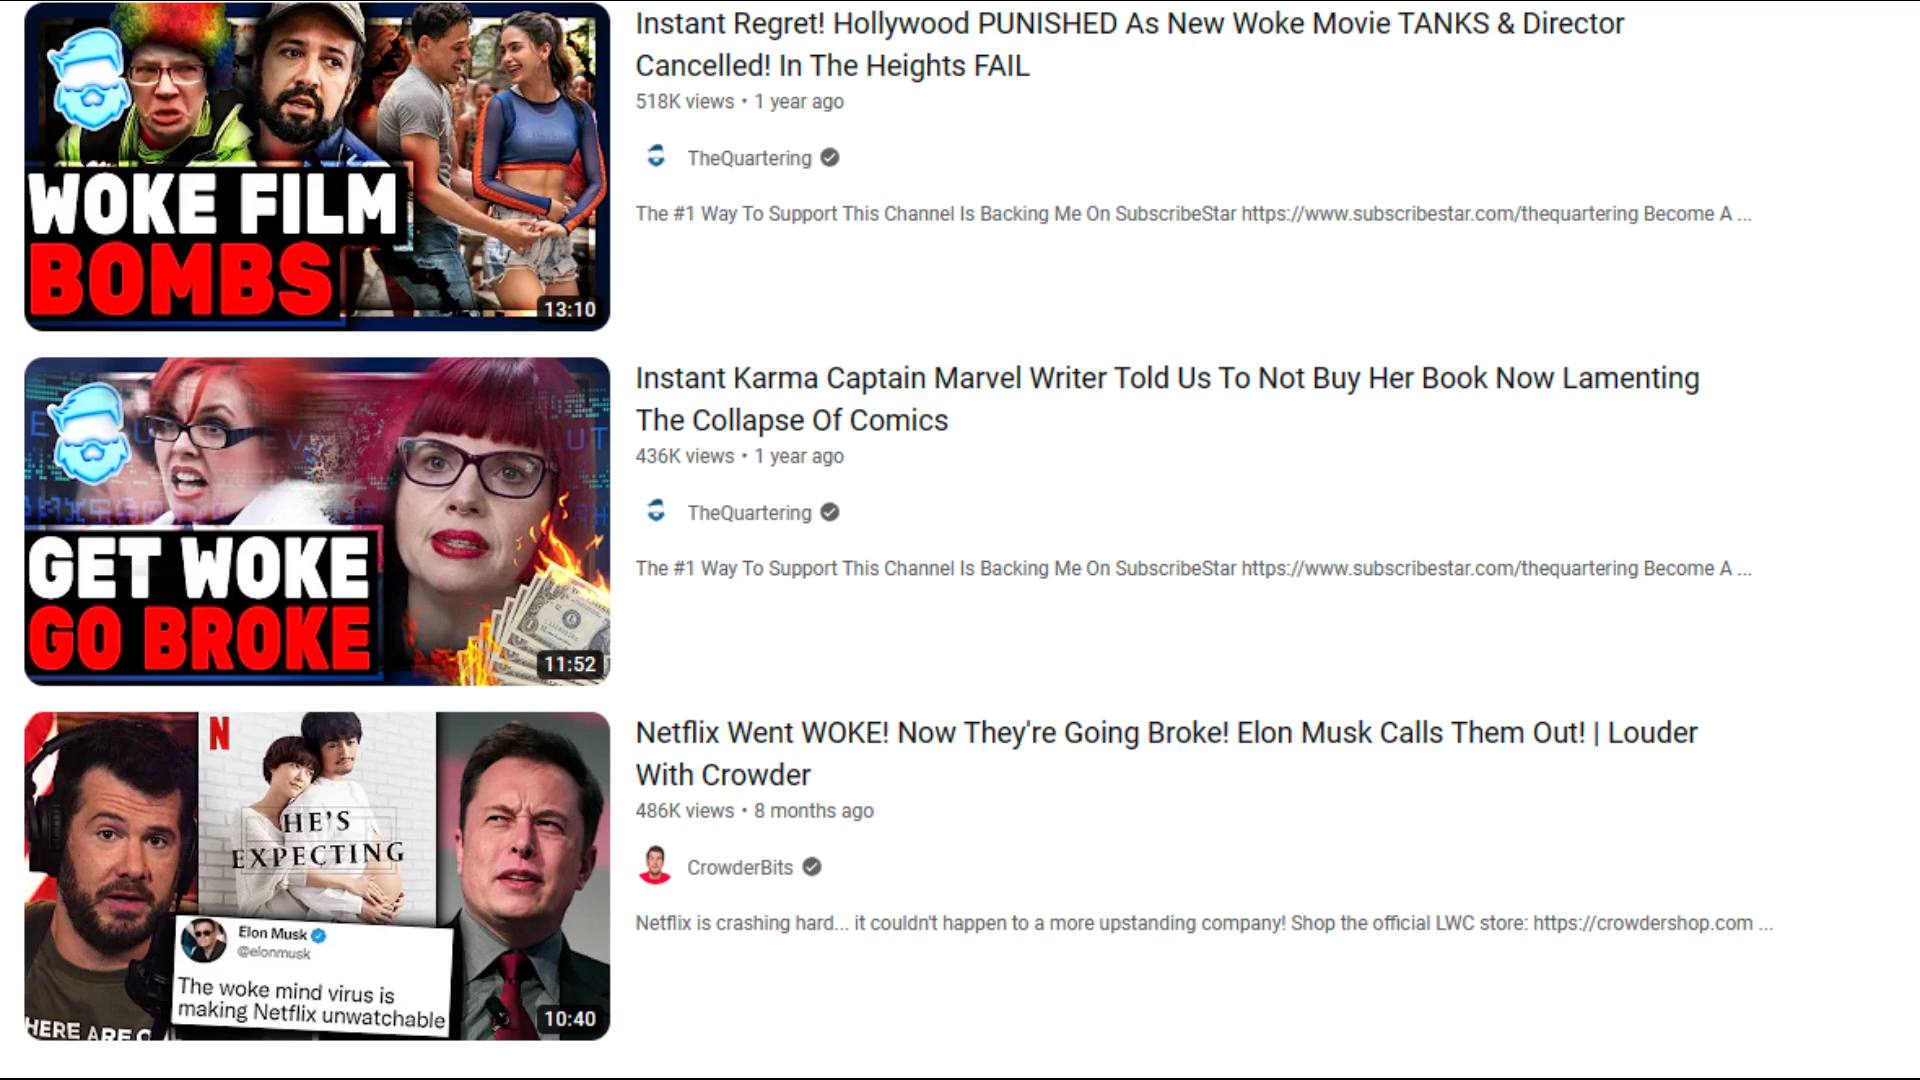 WOKE FILM
BOMBS
13:10
Instant Regret! Hollywood PUNISHED As New Woke Movie TANKS & Director
Cancelled! In The Heights FAIL
518K views • 1 year ago
TheQuartering
The #1 Way To Support This Channel Is Backing Me On SubscribeStar https://www.subscribestar.com/thequartering Become A ...
GET WOKE
GO BROKE
11:52
Instant Karma Captain Marvel Writer Told Us To Not Buy Her Book Now Lamenting
The Collapse Of Comics
436K views • 1 year ago
TheQuartering
The #1 Way To Support This Channel Is Backing Me On SubscribeStar https://www.subscribestar.com/thequartering Become A ...
N
HE'S
EXPECTING
Elon Musk
@elonmusk
The woke mind virus is
making Netflix unwatchable
HERE ARE
10:40
Netflix Went WOKE! Now They're Going Broke! Elon Musk Calls Them Out! | Louder
With Crowder
486K views • 8 months ago
CrowderBits
Netflix is crashing hard... it couldn't happen to a more upstanding company! Shop the official LWC store: https://crowdershop.com ...